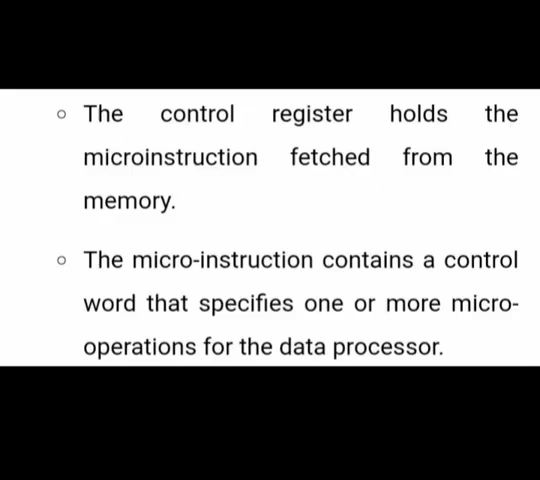 ○ The control register holds the
microinstruction fetched from the
memory.
○ The micro-instruction contains a control
word that specifies one or more micro-
operations for the data processor.